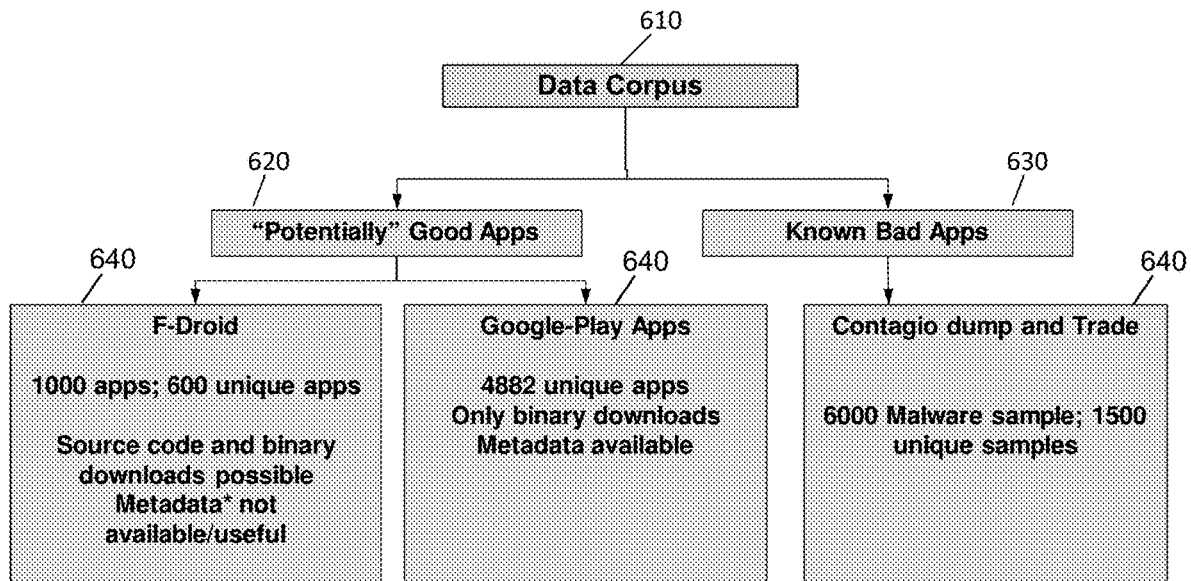 610
Data Corpus
620
630
"Potentially" Good Apps
Known Bad Apps
640
640
640
F-Droid
1000 apps; 600 unique apps
Source code and binary
downloads possible
Metadata* not
available/useful
Google-Play Apps
4882 unique apps
Only binary downloads
Metadata available
Contagio dump and Trade
6000 Malware sample; 1500
unique samples